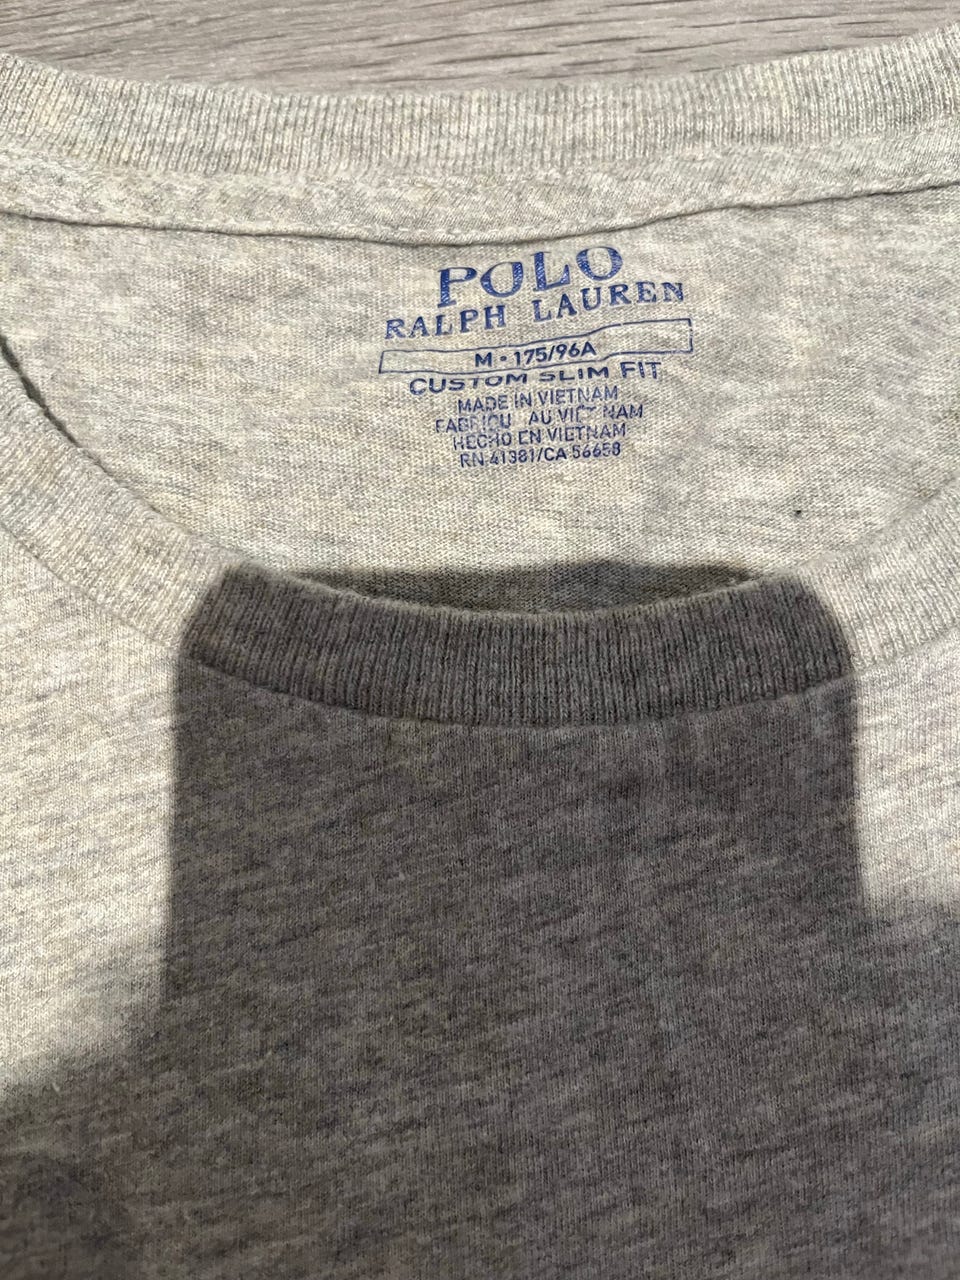 POLO
RALPH LAUREN
M • 175/96A
CUSTOM SLIM FIT
MADE IN VIETNAM
AU VIET NAM
HECHO EN VIETNAM
RN 41381/CA 56658